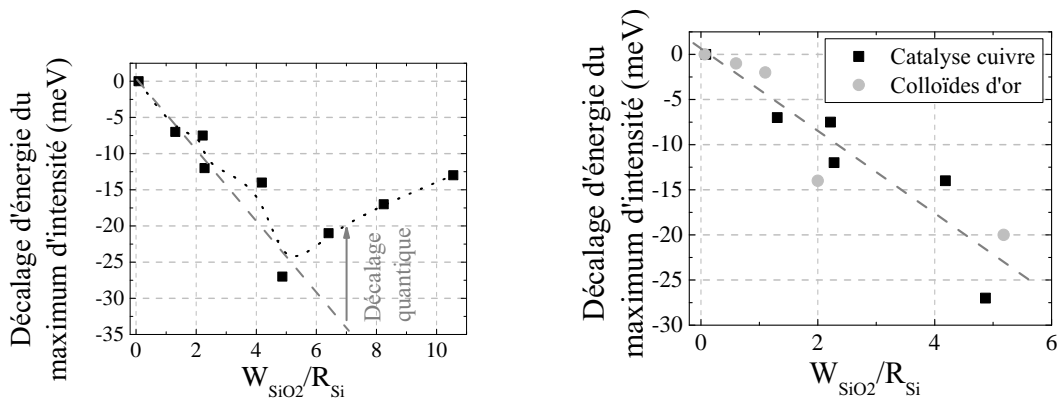 Décalage d'énergie du
maximum d'intensité (meV)
0
-5
-10
-15
-20
-25
-30
-35
0 2 4 6 8 10
W_SiO2/R_Si
Décalage
quantique
Décalage d'énergie du
maximum d'intensité (meV)
0
-5
-10
-15
-20
-25
-30
0 2 4 6
W_SiO2/R_Si
Catalyse cuivre
Colloïdes d'or